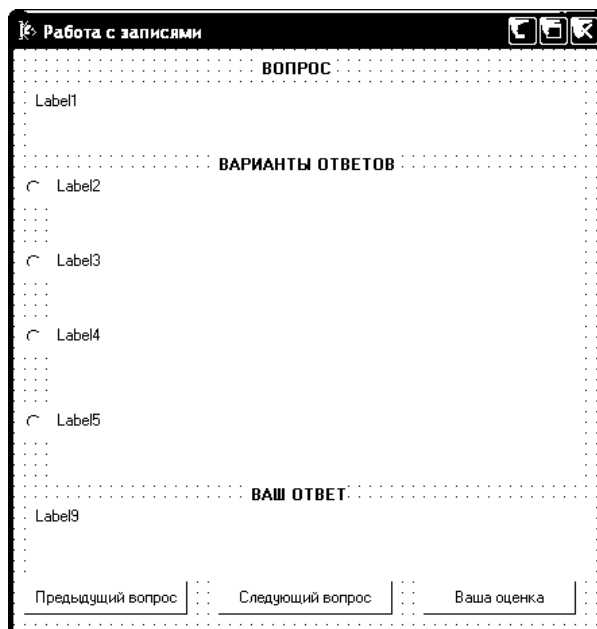 Работа с записями
ВОПРОС
Label1
ВАРИАНТЫ ОТВЕТОВ
Label2
Label3
Label4
Label5
ВАШ ОТВЕТ
Label9
Предыдущий вопрос Следующий вопрос Ваша оценка